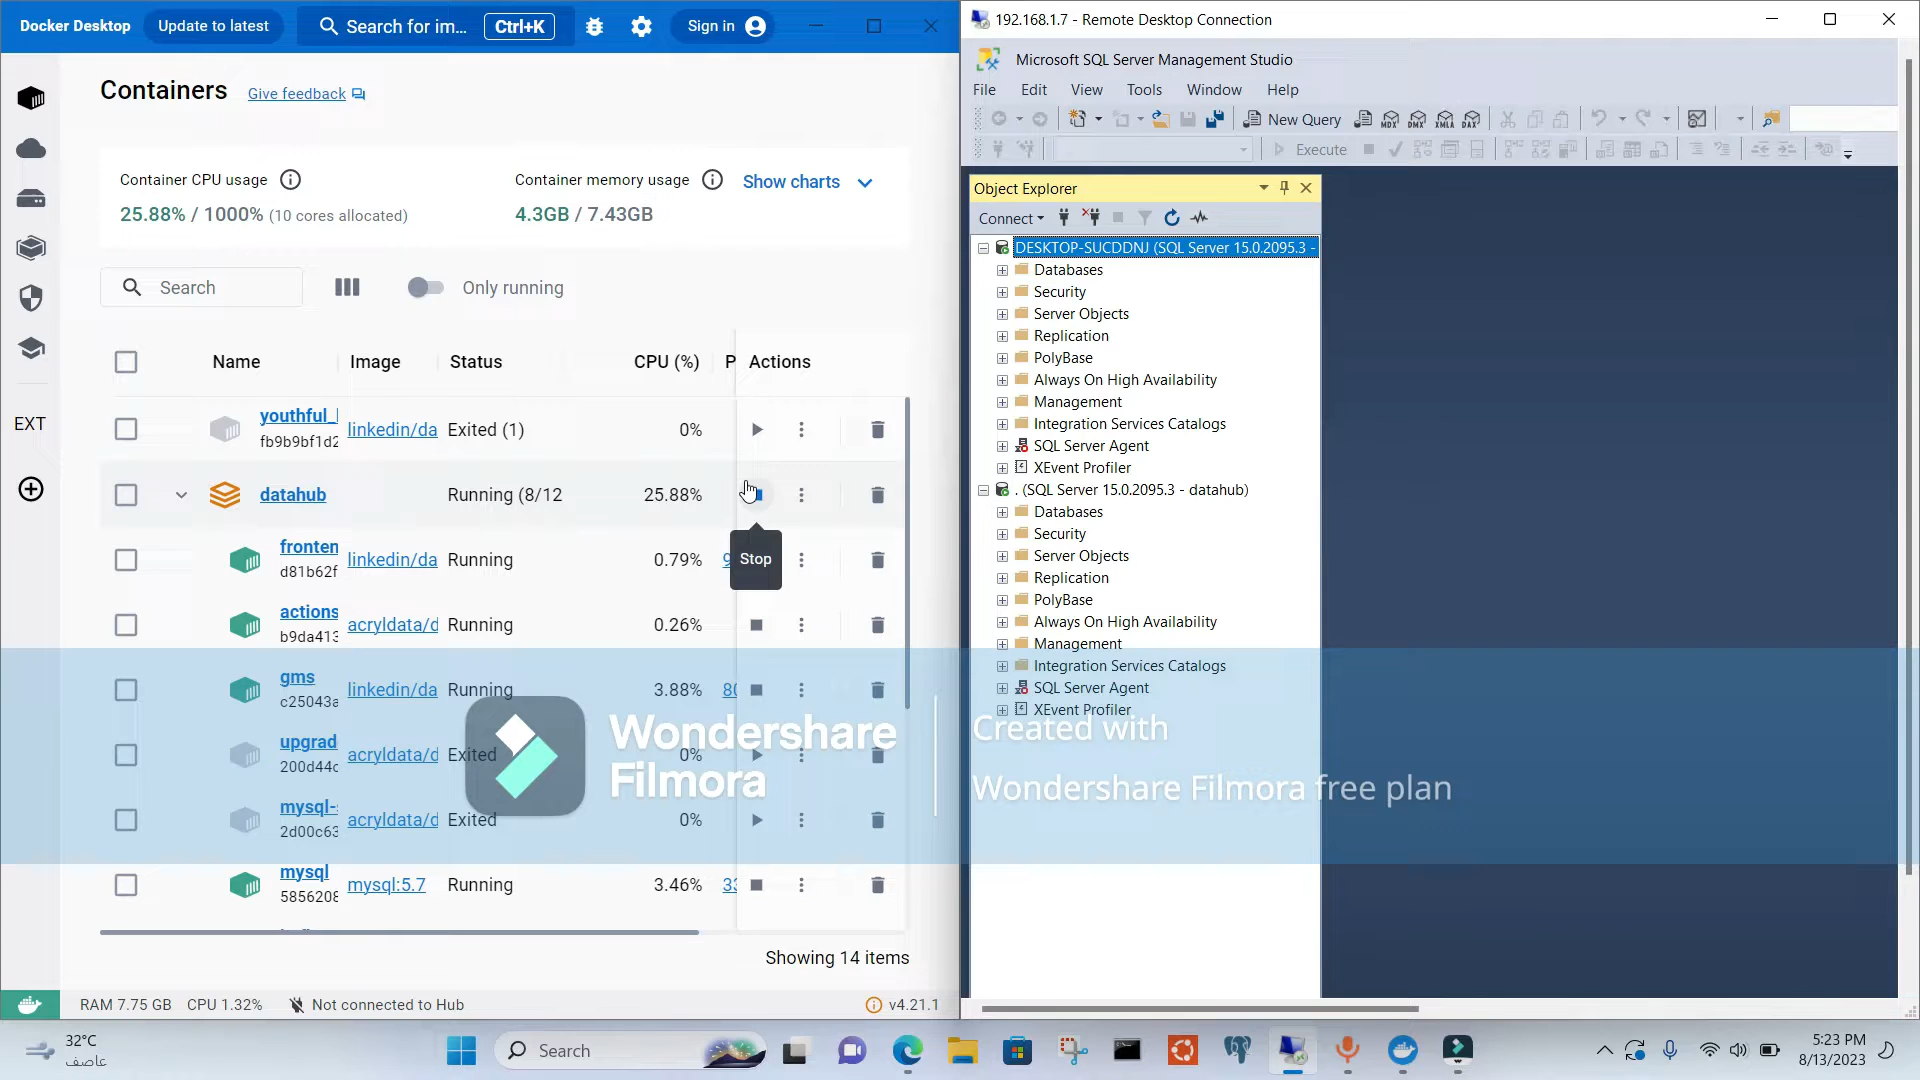 Docker Desktop
Update to latest
Search for im...
Ctrl+K
Sign in
Containers
Give feedback
Container CPU usage
25.88% / 1000% (10 cores allocated)
Container memory usage
4.3GB / 7.43GB
Show charts
Search
Only running
Name Image Status CPU (%) P Actions
youthful_
fb9b9bf1d2
linkedin/da
Exited (1)
0%
EXT
datahub
Running (8/12
25.88%
fronten
d81b62f
linkedin/da
Running
0.79%
9
Stop
actions
b9da413
acryldata/d
Running
0.26%
gms
c25043a
linkedin/da
Running
3.88%
80
upgrad
200d44c
acryldata/d
Exited
0%
mysql-s
2d00c63
acryldata/d
Exited
0%
mysql
5856208
mysql:5.7
Running
3.46%
33
Showing 14 items
RAM 7.75 GB CPU 1.32%
Not connected to Hub
v4.21.1
192.168.1.7 - Remote Desktop Connection
Microsoft SQL Server Management Studio
File Edit View Tools Window Help
New Query
MDX
DMX
XMLA
DAX
Execute
Object Explorer
Connect
DESKTOP-SUCDDNJ (SQL Server 15.0.2095.3 -
Databases
Security
Server Objects
Replication
PolyBase
Always On High Availability
Management
Integration Services Catalogs
SQL Server Agent
XEvent Profiler
. (SQL Server 15.0.2095.3 - datahub)
Databases
Security
Server Objects
Replication
PolyBase
Always On High Availability
Management
Integration Services Catalogs
SQL Server Agent
XEvent Profiler
Wondershare
Filmora
Created with
Wondershare Filmora free plan
32°C
عاصف
Search
5:23 PM
8/13/2023